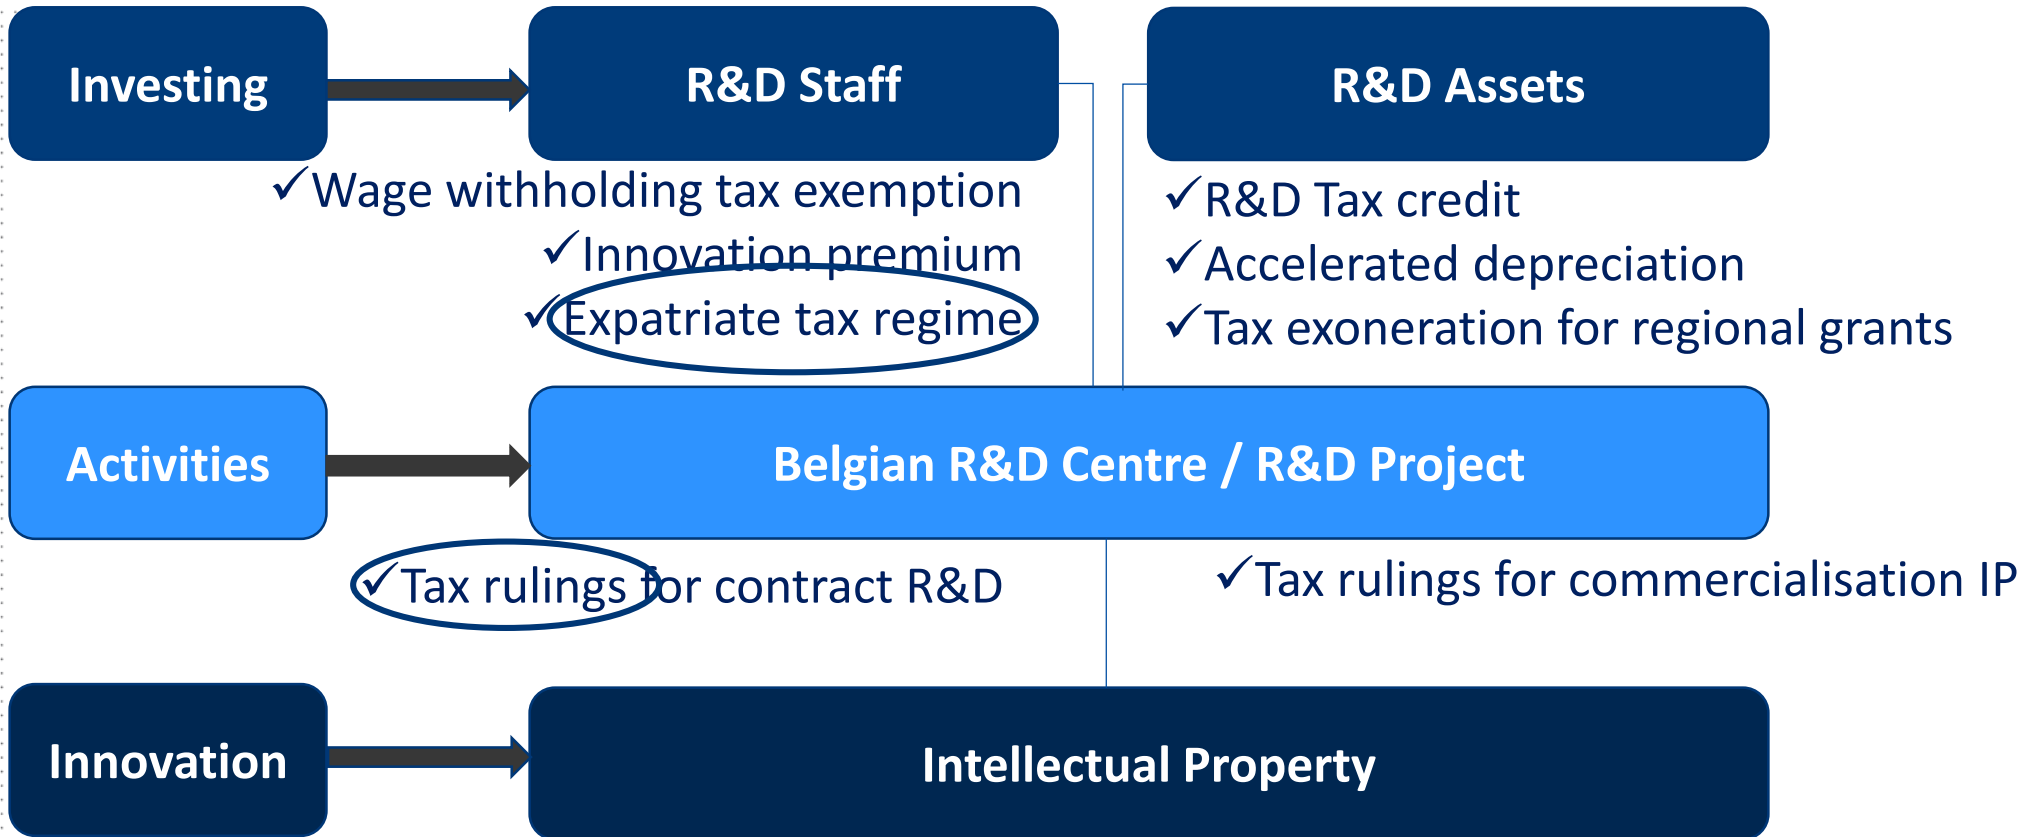 Investing
R&D Staff
R&D Assets
✓Wage withholding tax exemption
✓Innovation premium
✓Expatriate tax regime
✓R&D Tax credit
✓Accelerated depreciation
✓Tax exoneration for regional grants
Activities
Belgian R&D Centre / R&D Project
✓Tax rulings for contract R&D
✓Tax rulings for commercialisation IP
Innovation
Intellectual Property